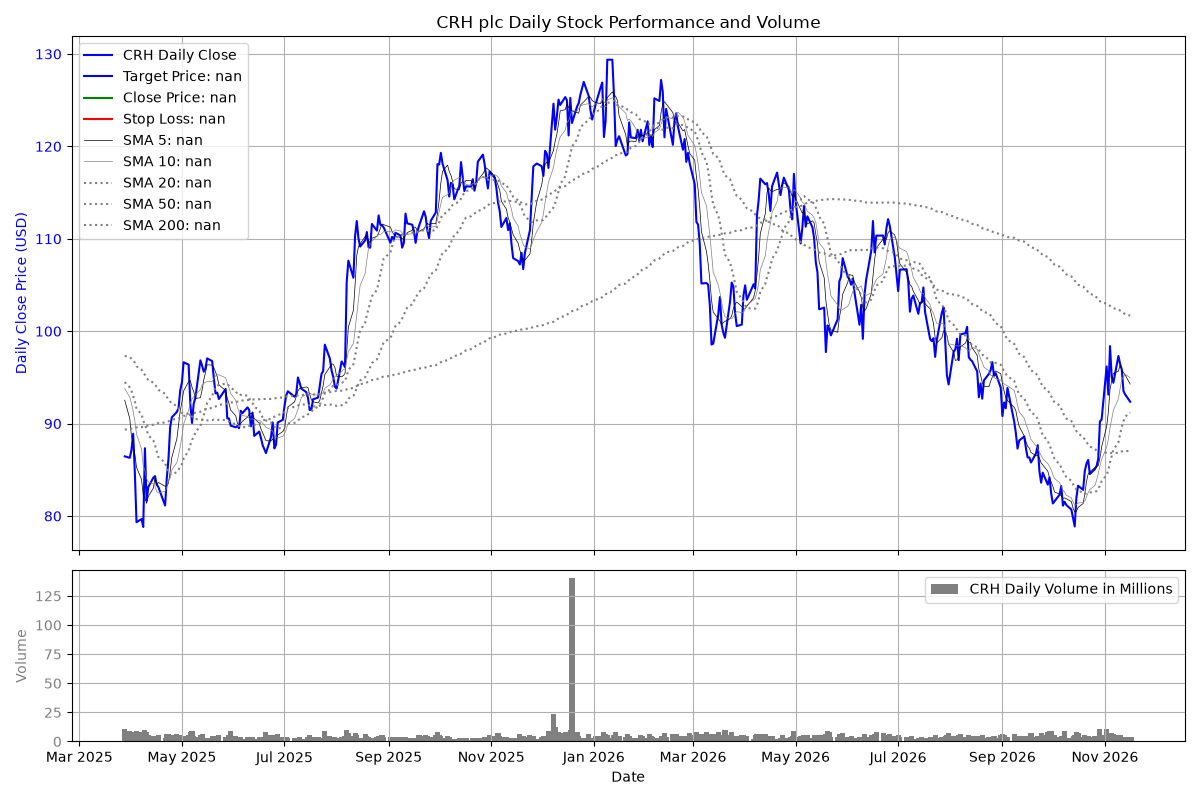 CRH plc Daily Stock Performance and Volume
130
120
110
100
90
80
Daily Close Price (USD)
CRH Daily Close
Target Price: nan
Close Price: nan
Stop Loss: nan
SMA 5: nan
SMA 10: nan
SMA 20: nan
SMA 50: nan
SMA 200: nan
125
100
75
50
25
0
Volume
CRH Daily Volume in Millions
Mar 2025
May 2025
Jul 2025
Sep 2025
Nov 2025
Jan 2026
Mar 2026
May 2026
Jul 2026
Sep 2026
Nov 2026
Date